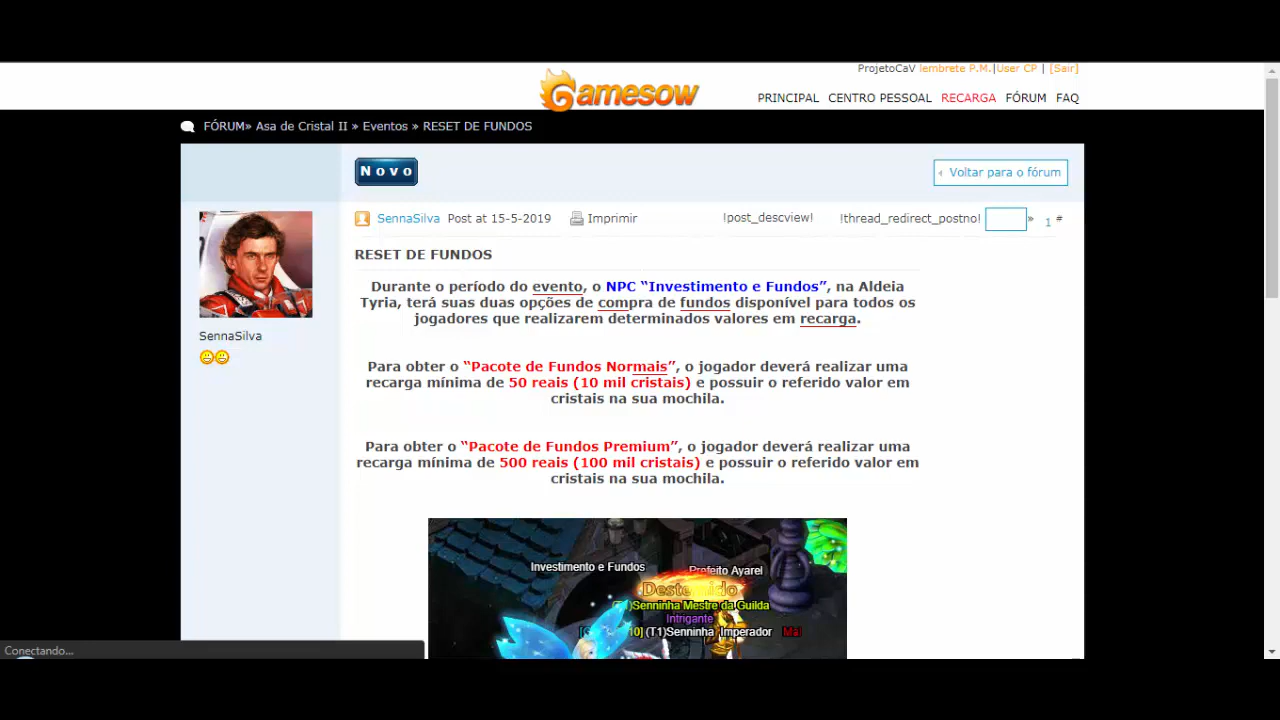 ProjetoCaV lembrete P.M.|User CP | [Sair]
Gamesow
PRINCIPAL CENTRO PESSOAL RECARGA FÓRUM FAQ
FÓRUM» Asa de Cristal II » Eventos » RESET DE FUNDOS
Novo
Voltar para o fórum
SennaSilva Post at 15-5-2019 Imprimir !post_descview! !thread_redirect_postno! » 1 #
RESET DE FUNDOS
SennaSilva
Durante o período do evento, o NPC “Investimento e Fundos”, na Aldeia
Tyria, terá suas duas opções de compra de fundos disponível para todos os
jogadores que realizarem determinados valores em recarga.
Para obter o “Pacote de Fundos Normais”, o jogador deverá realizar uma
recarga mínima de 50 reais (10 mil cristais) e possuir o referido valor em
cristais na sua mochila.
Para obter o “Pacote de Fundos Premium”, o jogador deverá realizar uma
recarga mínima de 500 reais (100 mil cristais) e possuir o referido valor em
cristais na sua mochila.
Investimento e Fundos
Prefeito Ayarel
Senninha Mestre da Guilda
Intrigante
(T1)Senninha Imperador
Conectando...